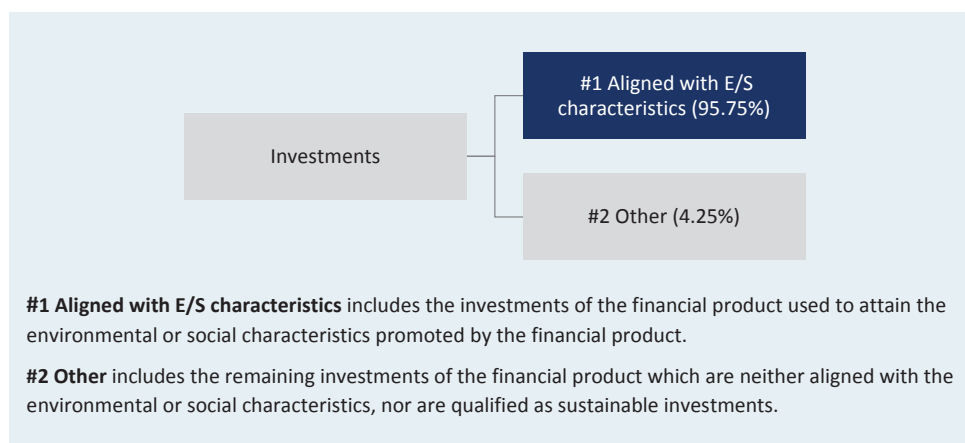 #1 Aligned with E/S
characteristics (95.75%)
Investments
#2 Other (4.25%)
#1 Aligned with E/S characteristics includes the investments of the financial product used to attain the
environmental or social characteristics promoted by the financial product.
#2 Other includes the remaining investments of the financial product which are neither aligned with the
environmental or social characteristics, nor are qualified as sustainable investments.